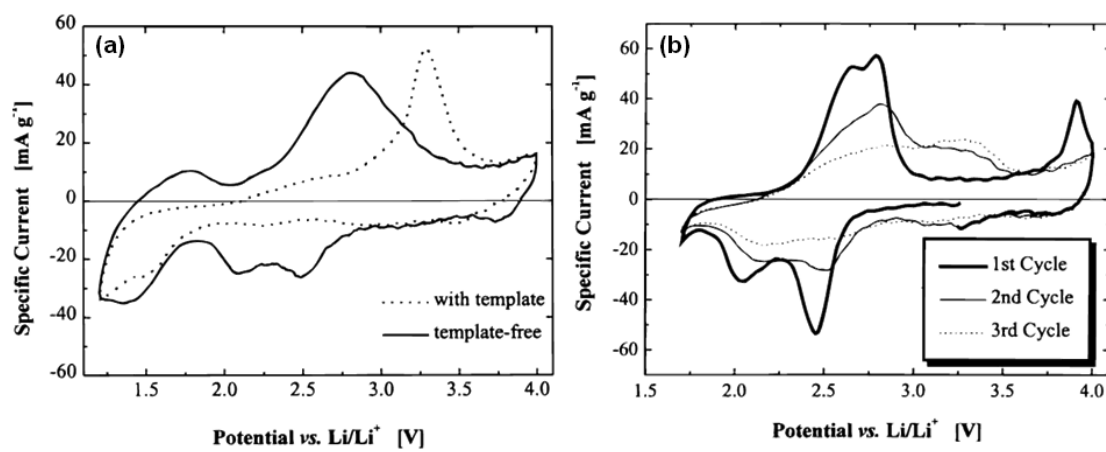 (a)
60
40
20
0
-20
-40
-60
Specific Current [mA g⁻¹]
with template
template-free
1.5 2.0 2.5 3.0 3.5 4.0
Potential vs. Li/Li⁺ [V]
(b)
60
40
20
0
-20
-40
-60
Specific Current [mA g⁻¹]
1st Cycle
2nd Cycle
3rd Cycle
1.5 2.0 2.5 3.0 3.5 4.0
Potential vs. Li/Li⁺ [V]